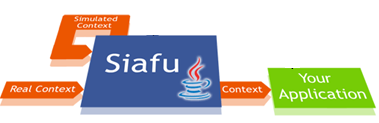 Simulated
Context
Siafu
Real Context
Context
Your
Application